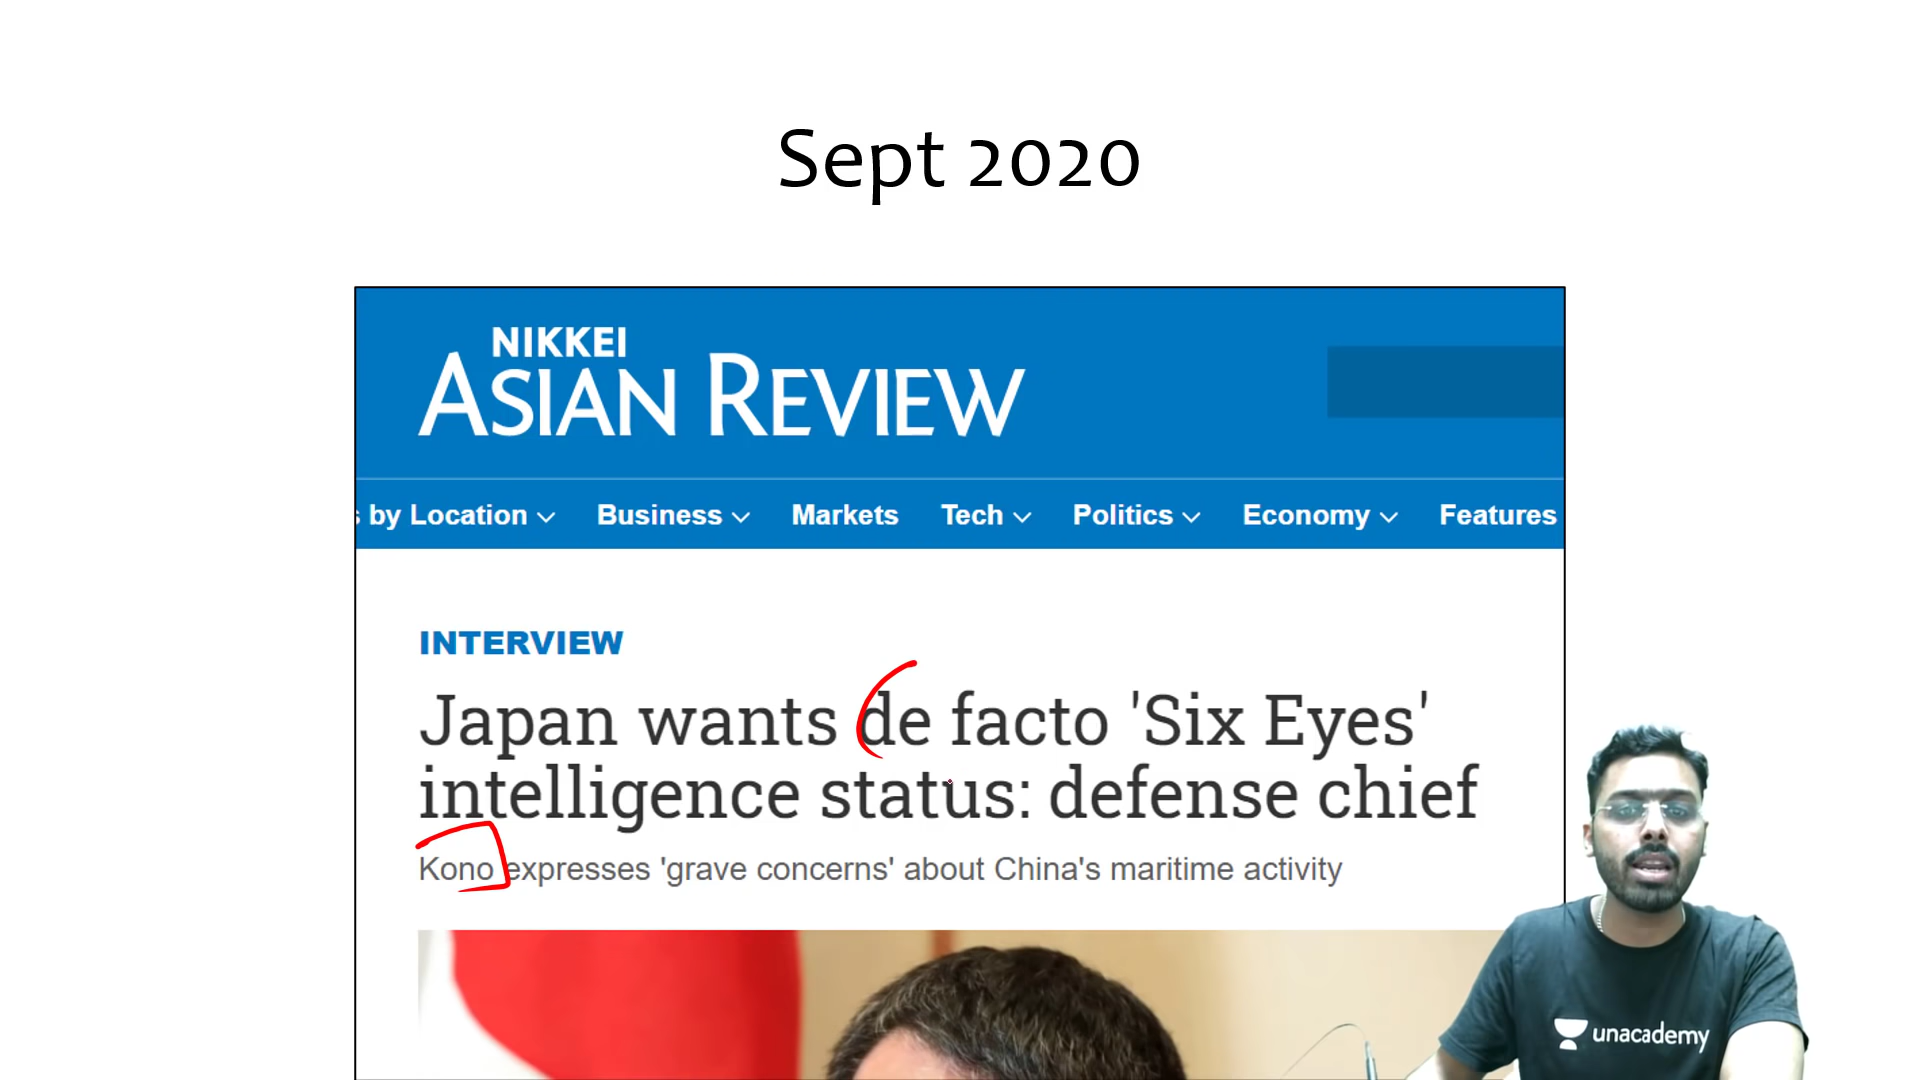 Sept 2020
NIKKEI
ASIAN REVIEW
by Location Business Markets Tech Politics Economy Features
INTERVIEW
Japan wants de facto 'Six Eyes'
intelligence status: defense chief
Kono expresses 'grave concerns' about China's maritime activity
unacademy